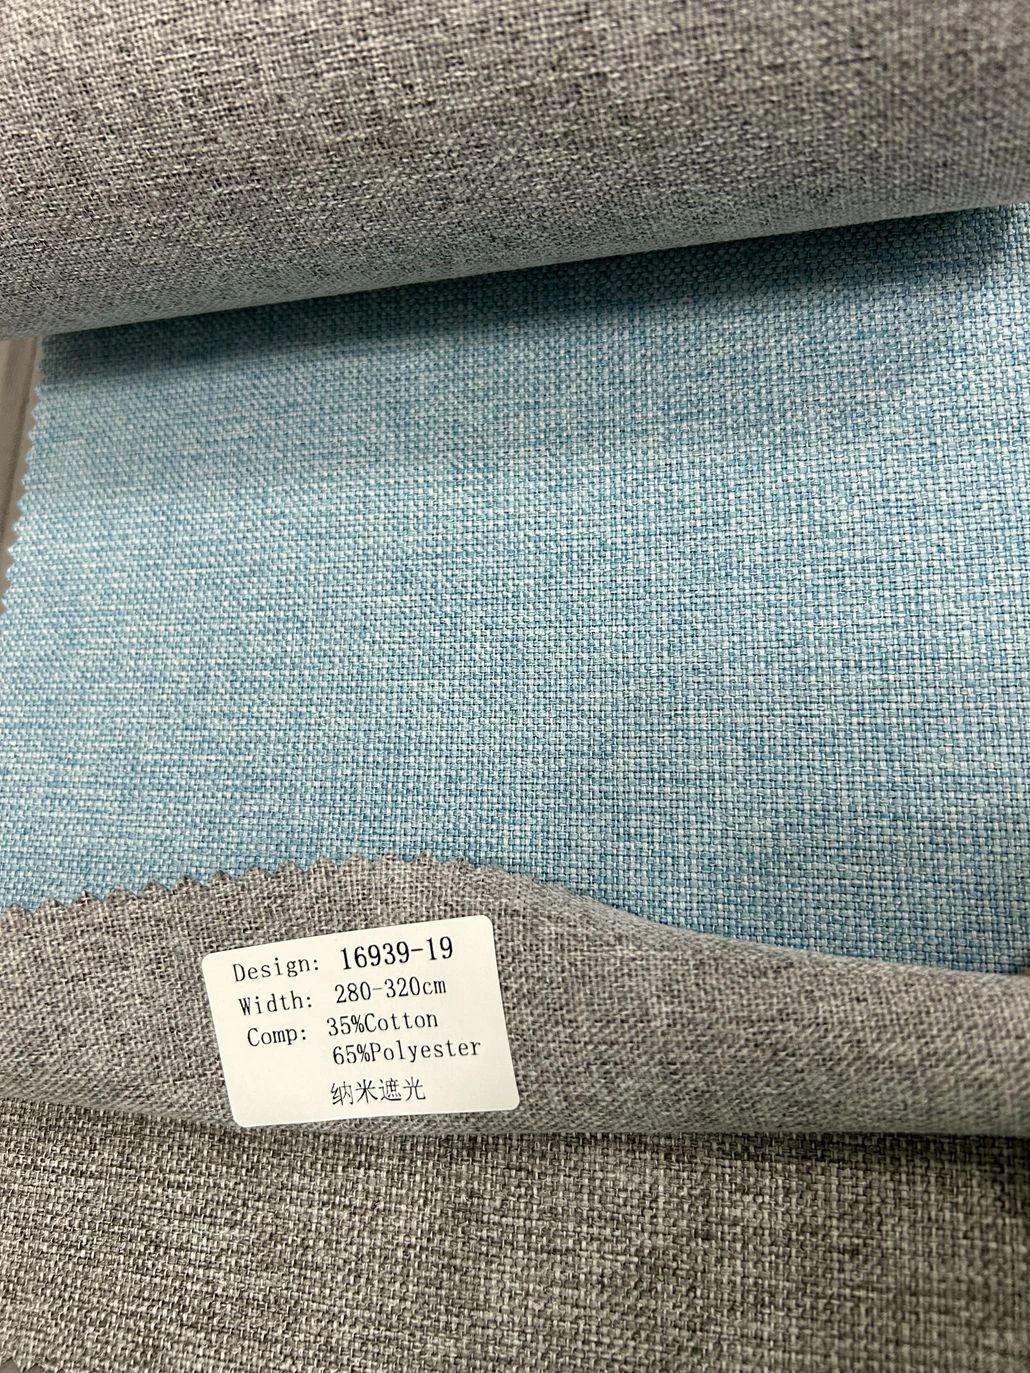 Design: 16939-19
Width: 280-320cm
Comp: 35%Cotton
65%Polyester
纳米遮光